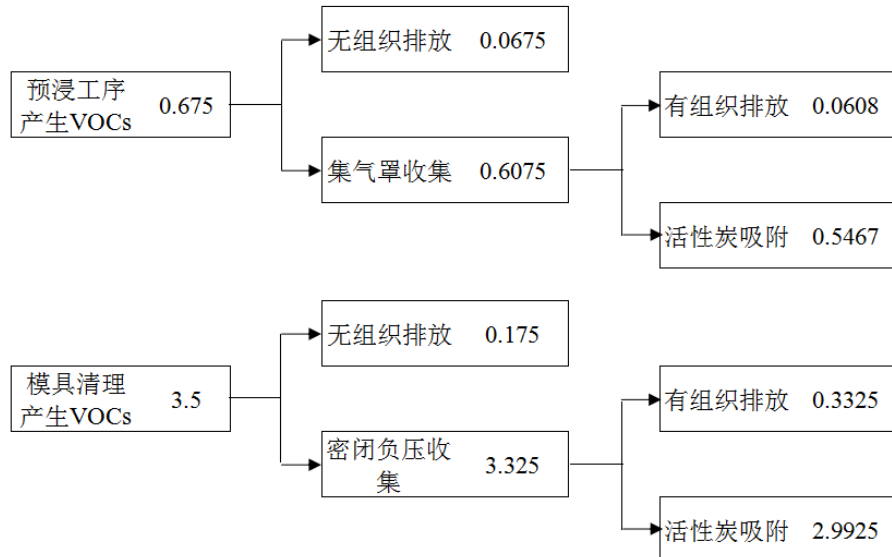 无组织排放 0.0675
预浸工序
产生VOCs 0.675
有组织排放 0.0608
集气罩收集 0.6075
活性炭吸附 0.5467
无组织排放 0.175
模具清理
产生VOCs 3.5
有组织排放 0.3325
密闭负压收
集 3.325
活性炭吸附 2.9925